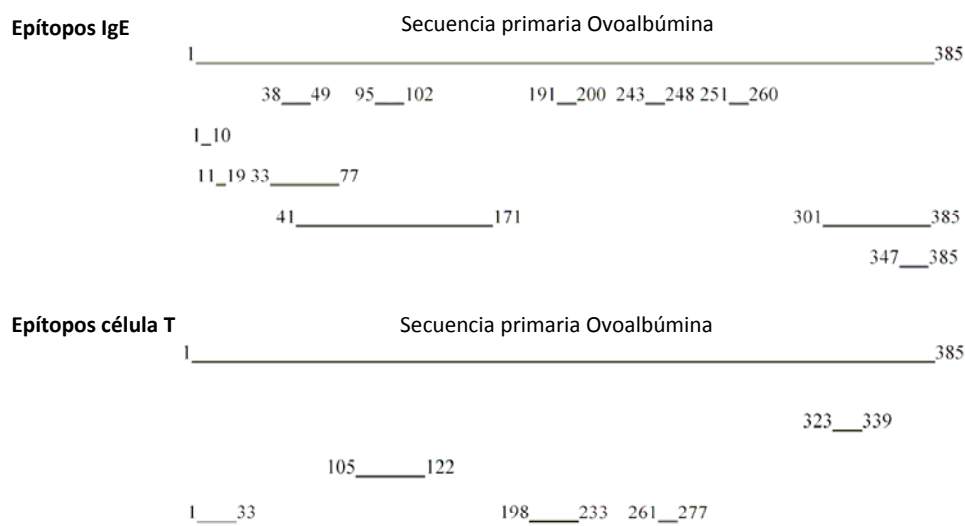 Epítopos IgE Secuencia primaria Ovoalbúmina
1 385
38 49 95 102 191 200 243 248 251 260
1 10
11 19 33 77
41 171 301 385
347 385
Epítopos célula T Secuencia primaria Ovoalbúmina
1 385
323 339
105 122
1 33 198 233 261 277